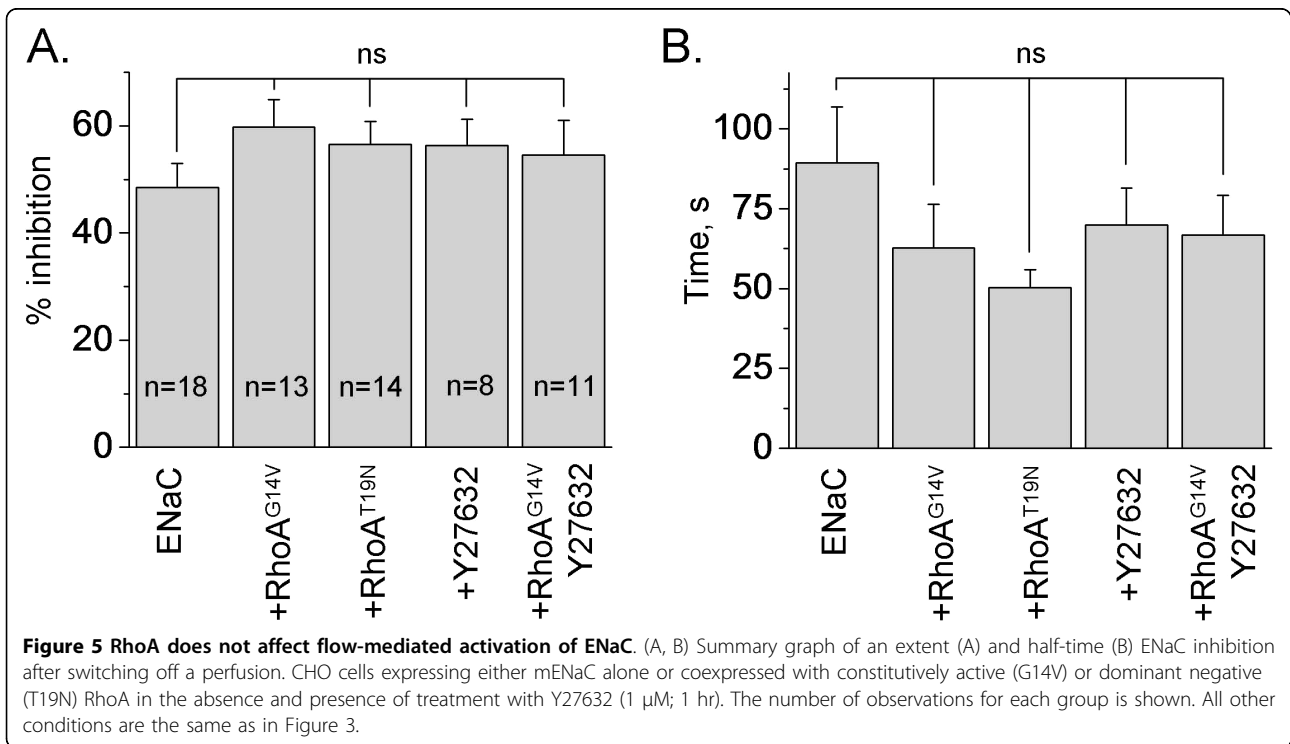 A.
ns
% inhibition
60
40
20
0
n=18
n=13
n=14
n=8
n=11
ENaC
+RhoA^G14V
+RhoA^T19N
+Y27632
+RhoA^G14V
Y27632
B.
ns
Time, s
100
75
50
25
0
ENaC
+RhoA^G14V
+RhoA^T19N
+Y27632
+RhoA^G14V
Y27632
Figure 5 RhoA does not affect flow-mediated activation of ENaC. (A, B) Summary graph of an extent (A) and half-time (B) ENaC inhibition
after switching off a perfusion. CHO cells expressing either mENaC alone or coexpressed with constitutively active (G14V) or dominant negative
(T19N) RhoA in the absence and presence of treatment with Y27632 (1 μM; 1 hr). The number of observations for each group is shown. All other
conditions are the same as in Figure 3.